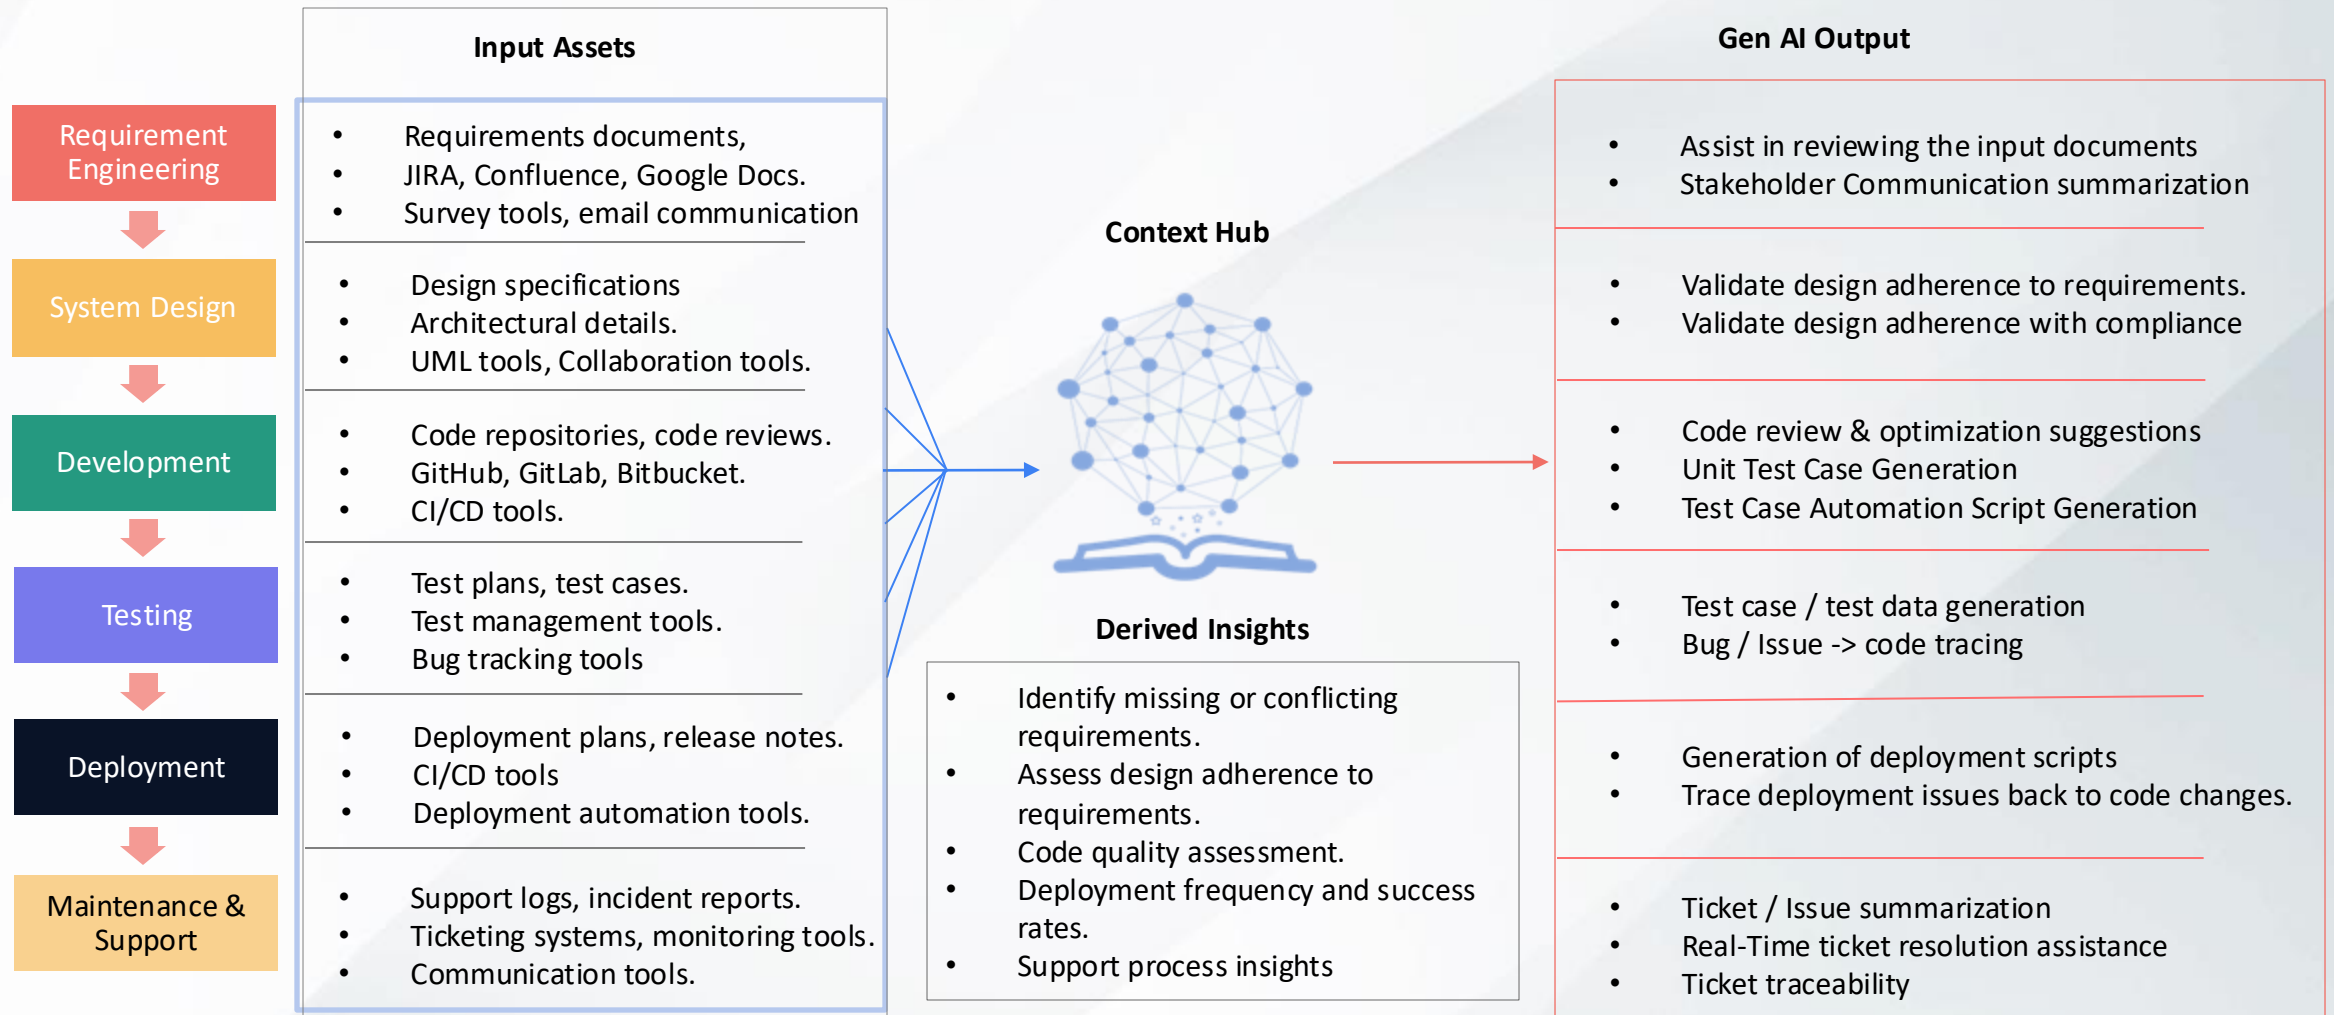 Input Assets
Gen AI Output
Requirement
Engineering
• Requirements documents,
• JIRA, Confluence, Google Docs.
• Survey tools, email communication
System Design
• Design specifications
• Architectural details.
• UML tools, Collaboration tools.
Development
• Code repositories, code reviews.
• GitHub, GitLab, Bitbucket.
• CI/CD tools.
Testing
• Test plans, test cases.
• Test management tools.
• Bug tracking tools
Deployment
• Deployment plans, release notes.
• CI/CD tools
• Deployment automation tools.
Maintenance &
Support
• Support logs, incident reports.
• Ticketing systems, monitoring tools.
• Communication tools.
Context Hub
Derived Insights
• Identify missing or conflicting
requirements.
• Assess design adherence to
requirements.
• Code quality assessment.
• Deployment frequency and success
rates.
• Support process insights
• Assist in reviewing the input documents
• Stakeholder Communication summarization
• Validate design adherence to requirements.
• Validate design adherence with compliance
• Code review & optimization suggestions
• Unit Test Case Generation
• Test Case Automation Script Generation
• Test case / test data generation
• Bug / Issue -> code tracing
• Generation of deployment scripts
• Trace deployment issues back to code changes.
• Ticket / Issue summarization
• Real-Time ticket resolution assistance
• Ticket traceability